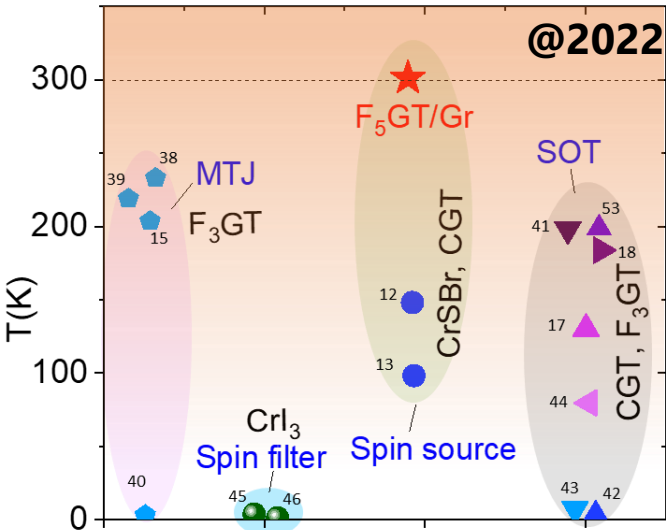 @2022
300
F₅GT/Gr
38
39
MTJ
15
F₃GT
SOT
53
41
18
200
T(K)
12
CrSBr, CGT
17
CGT, F₃GT
13
100
44
CrI₃
Spin filter
Spin source
40
45
46
43
42
0